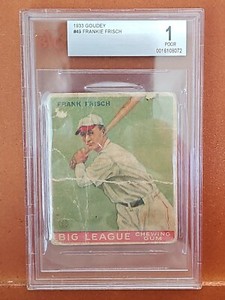 1933 GOUDEY
#49 FRANKIE FRISCH
1
POOR
FRANK FRISCH
BIG LEAGUE
CHEWING
GUM